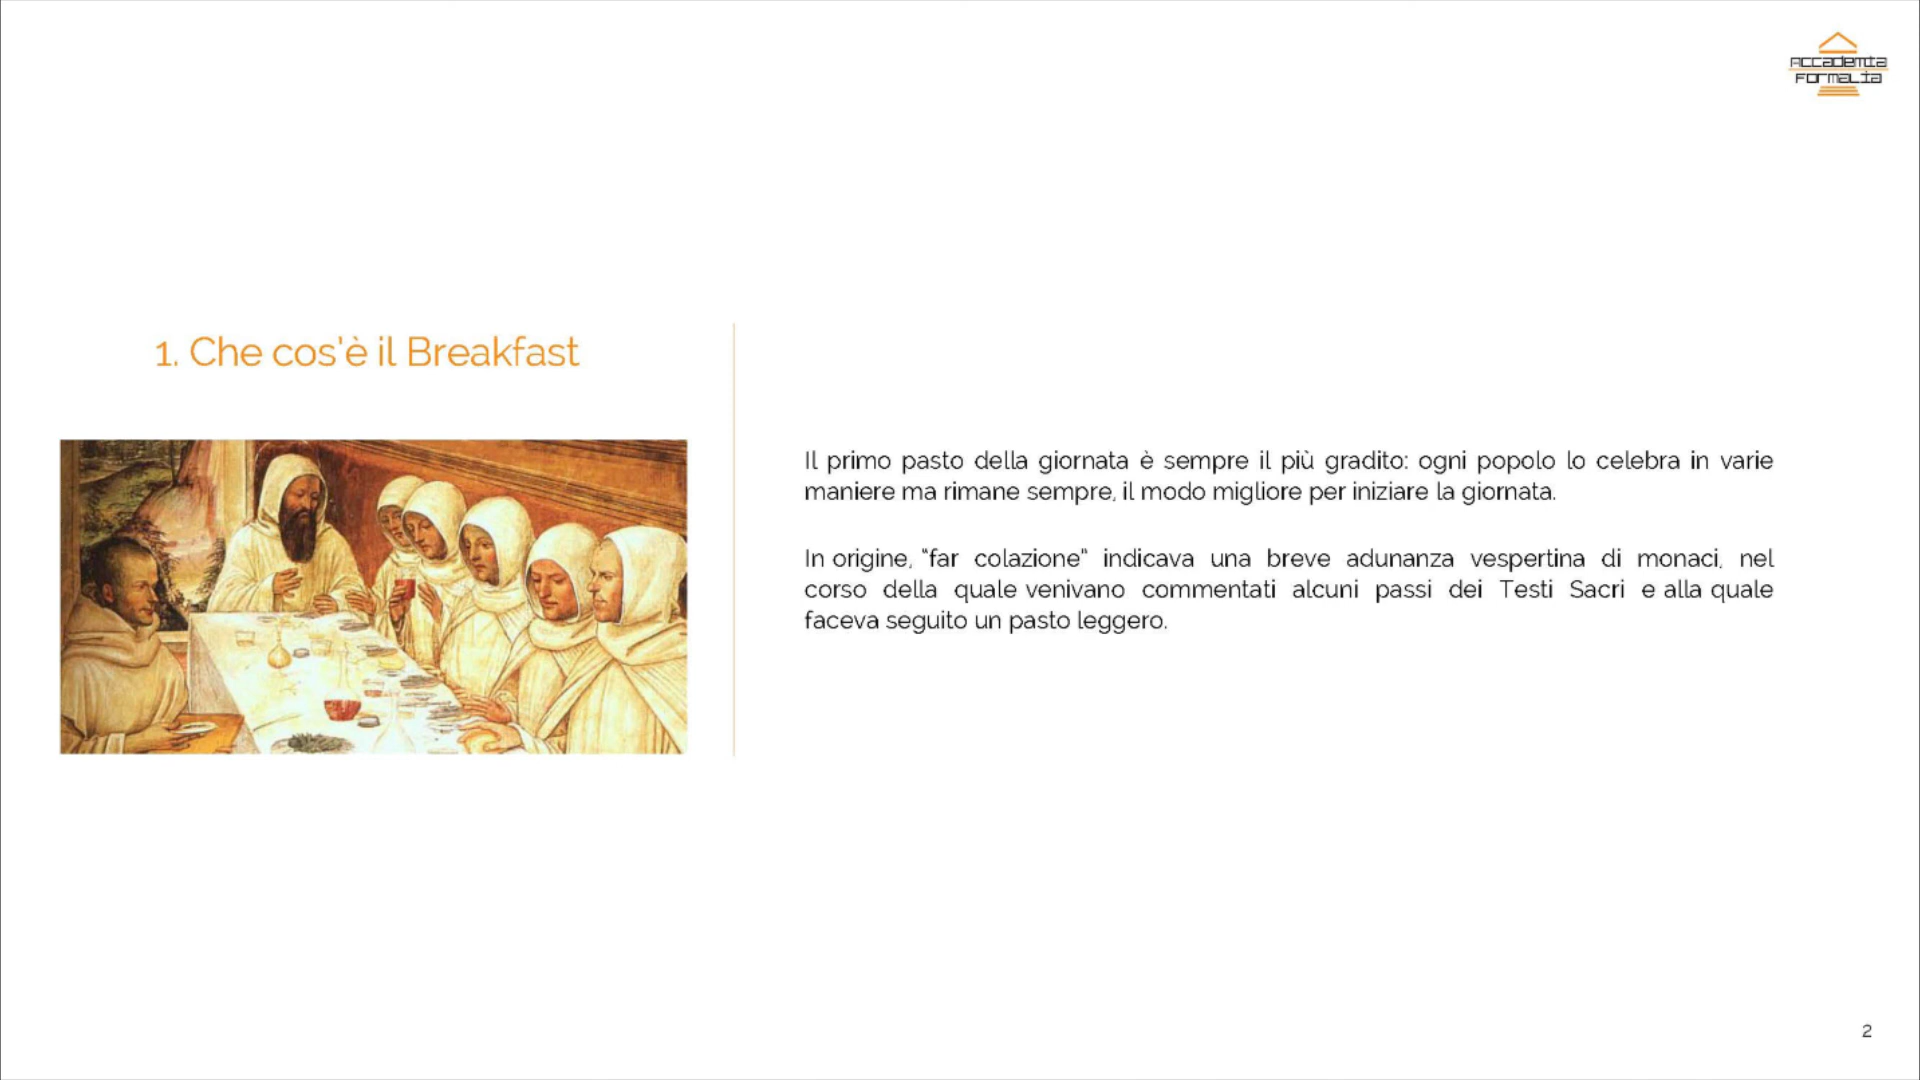 Accademia
Formalia
1. Che cos'è il Breakfast
Il primo pasto della giornata è sempre il più gradito: ogni popolo lo celebra in varie
maniere ma rimane sempre, il modo migliore per iniziare la giornata.
In origine, “far colazione” indicava una breve adunanza vespertina di monaci, nel
corso della quale venivano commentati alcuni passi dei Testi Sacri e alla quale
faceva seguito un pasto leggero.
2